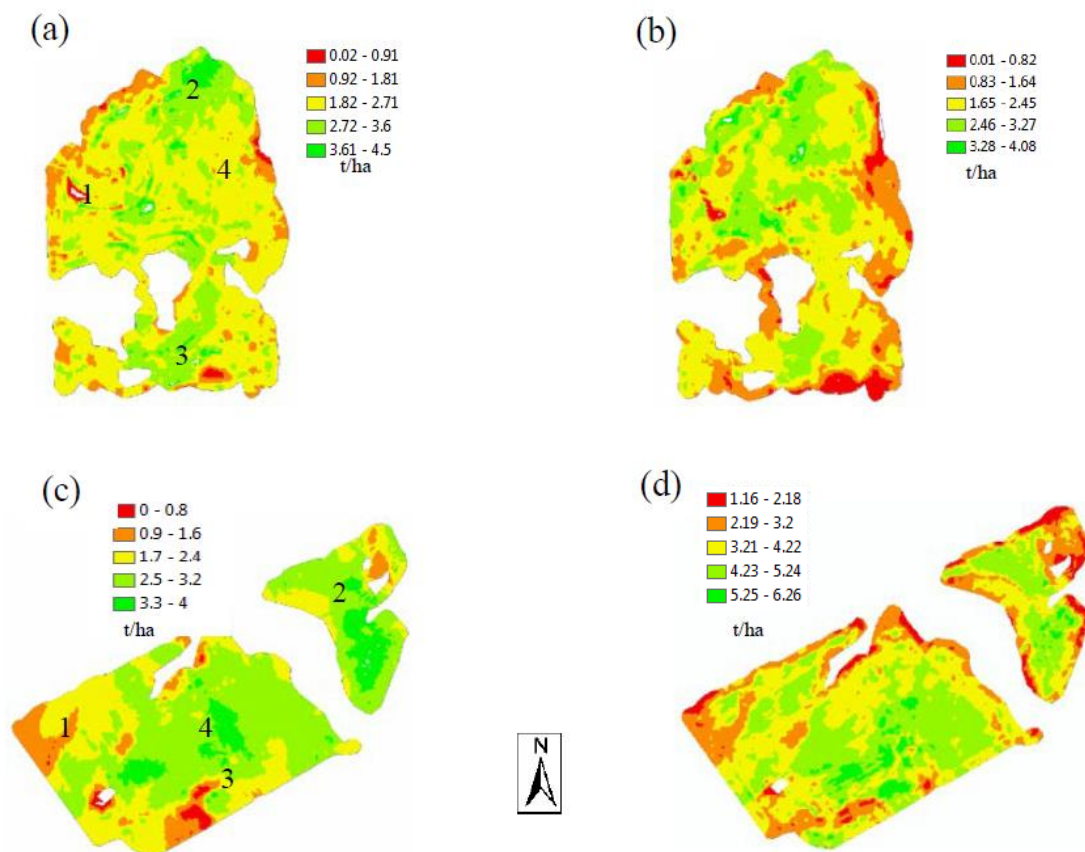 (a)
0.02 - 0.91
0.92 - 1.81
1.82 - 2.71
2.72 - 3.6
3.61 - 4.5
t/ha
2
4
1
3
(b)
0.01 - 0.82
0.83 - 1.64
1.65 - 2.45
2.46 - 3.27
3.28 - 4.08
t/ha
(c)
0 - 0.8
0.9 - 1.6
1.7 - 2.4
2.5 - 3.2
3.3 - 4
t/ha
2
1
4
3
N
(d)
1.16 - 2.18
2.19 - 3.2
3.21 - 4.22
4.23 - 5.24
5.25 - 6.26
t/ha